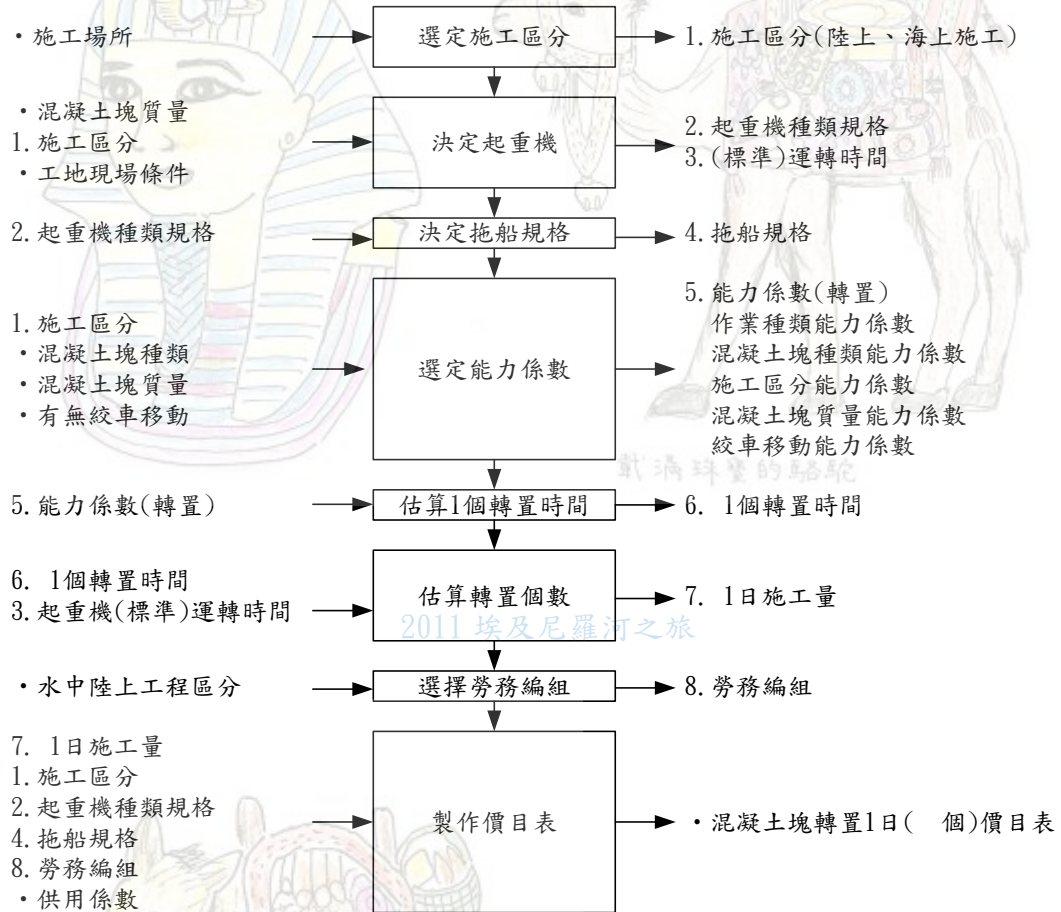 ・施工場所
選定施工區分
1.施工區分(陸上、海上施工)
・混凝土塊質量
1.施工區分
・工地現場條件
決定起重機
2.起重機種類規格
3.(標準)運轉時間
2.起重機種類規格
決定拖船規格
4.拖船規格
1.施工區分
・混凝土塊種類
・混凝土塊質量
・有無絞車移動
選定能力係數
5.能力係數(轉置)
作業種類能力係數
混凝土塊種類能力係數
施工區分能力係數
混凝土塊質量能力係數
絞車移動能力係數
戴滿珠璽的駱駝
5.能力係數(轉置)
估算1個轉置時間
6. 1個轉置時間
6. 1個轉置時間
3.起重機(標準)運轉時間
估算轉置個數
7. 1日施工量
2011 埃及尼羅河之旅
・水中陸上工程區分
選擇勞務編組
8.勞務編組
7. 1日施工量
1.施工區分
2.起重機種類規格
4.拖船規格
8.勞務編組
・供用係數
製作價目表
・混凝土塊轉置1日(　個)價目表